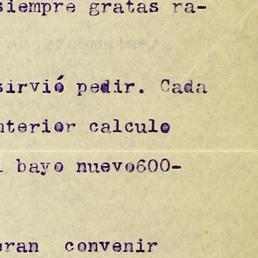 siempre gratas ra-
sirvió pedir. Cada
nterior calculo
l bayo nuevo600-
eran convenir